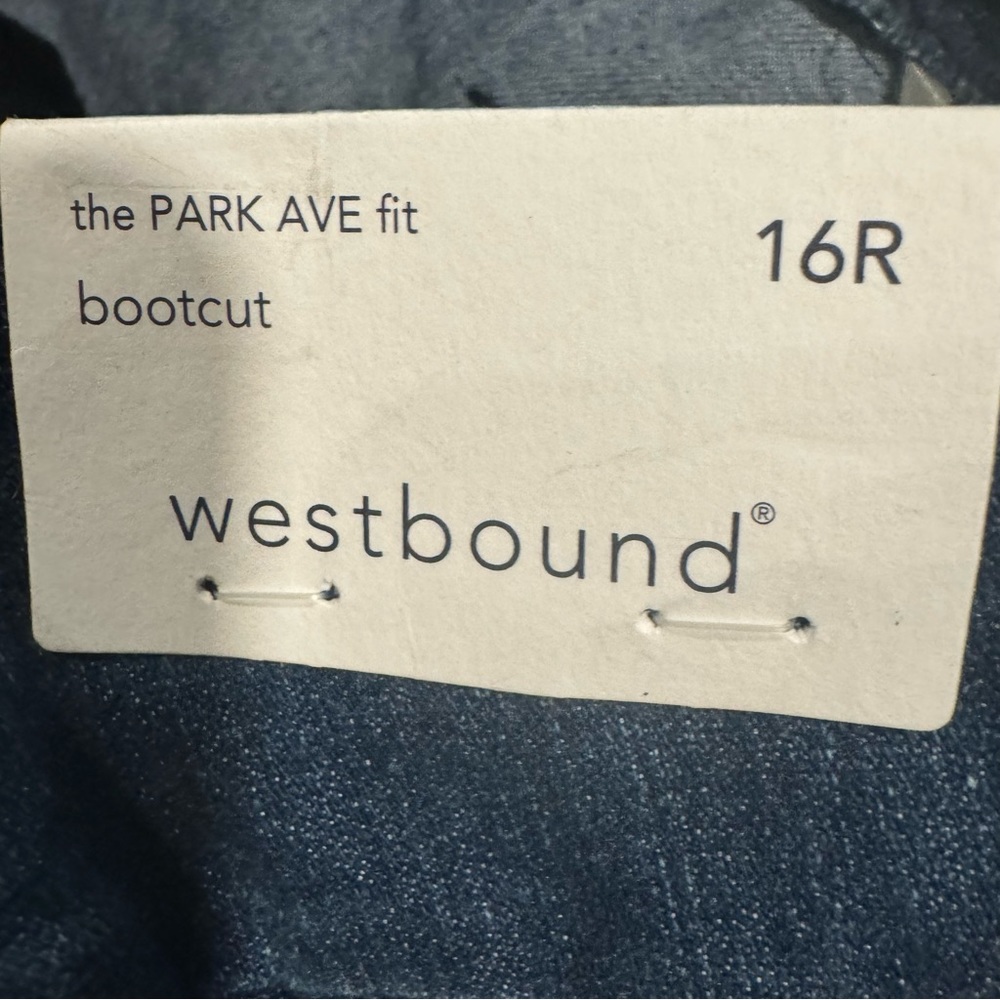 the PARK AVE fit
16R
bootcut
westbound®